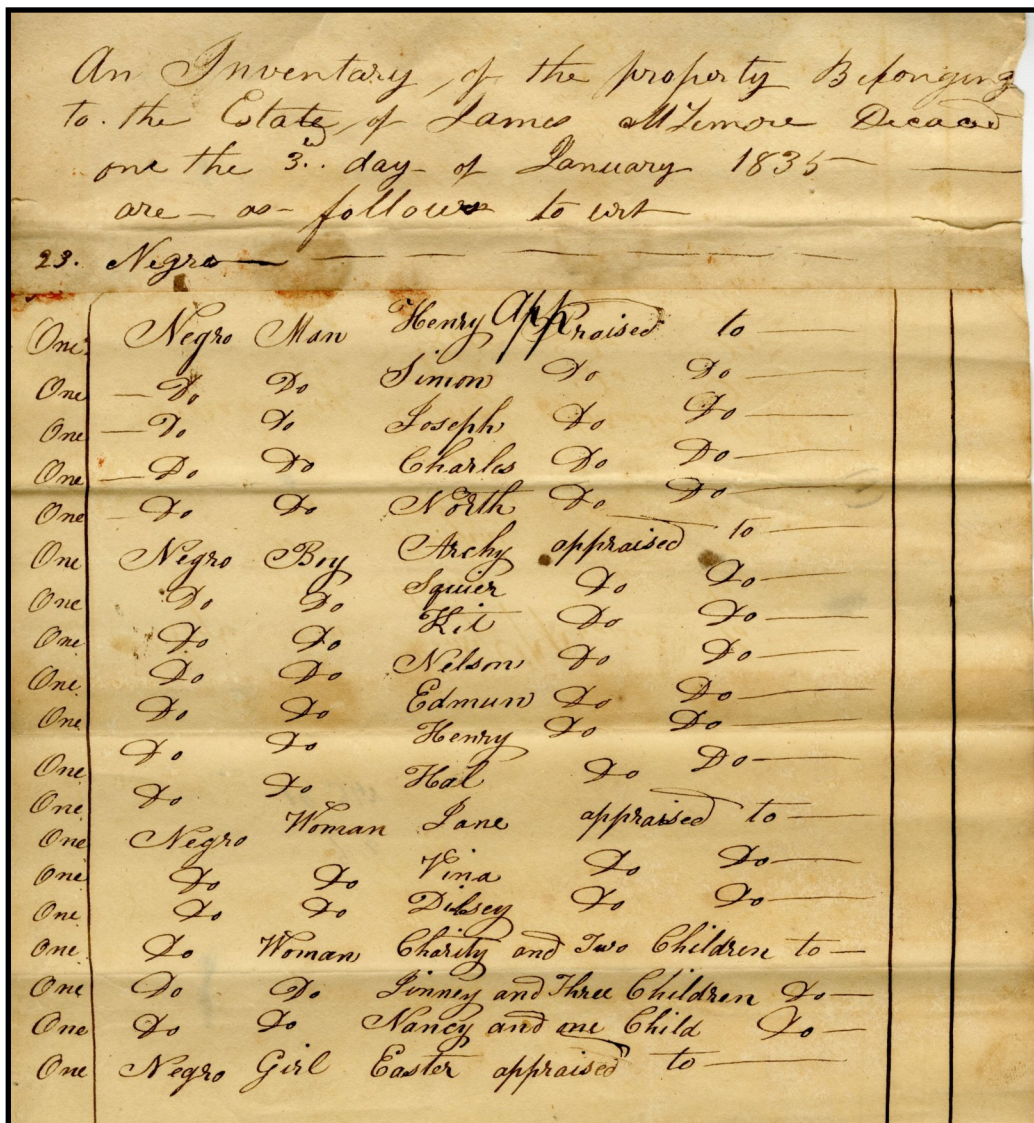 An Inventary of the property Belonging
to the Estate of James McLemore Decaced
one the 3rd day of January 1835
are as follows to wit
23. Negro
One Negro Man Henry Appraised to
One Do Do Simon Do Do
One Do Do Joseph Do Do
One Do Do Charles Do Do
One Do Do North Do Do
One Negro Boy Archy appraised to
One Do Do Squier Do Do
One Do Do Kit Do Do
One Do Do Nelson Do Do
One Do Do Edmun Do Do
One Do Do Henry Do Do
One Do Do Hal Do Do
One Negro Woman Jane appraised to
One Do Do Vina Do Do
One Do Do Dilsey Do Do
One Do Woman Charity and Two Children to
One Do Do Jinney and Three Children Do
One Do Do Nancy and one Child Do
One Negro Girl Easter appraised to